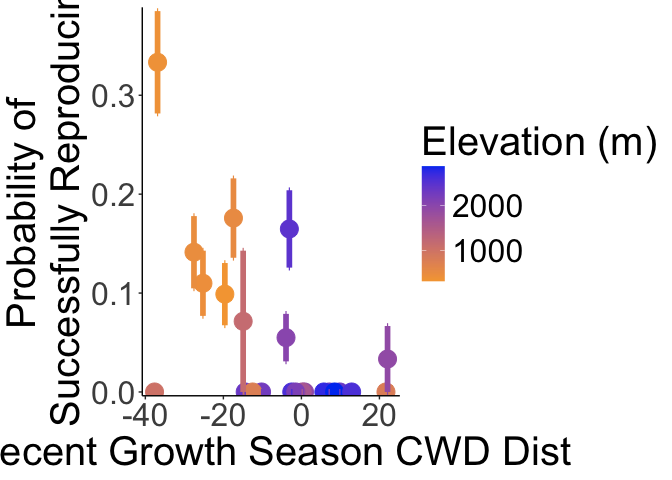 Probability of
Successfully Reproducin
0.3
0.2
0.1
0.0
-40
-20
0
20
ecent Growth Season CWD Dist
Elevation (m)
2000
1000